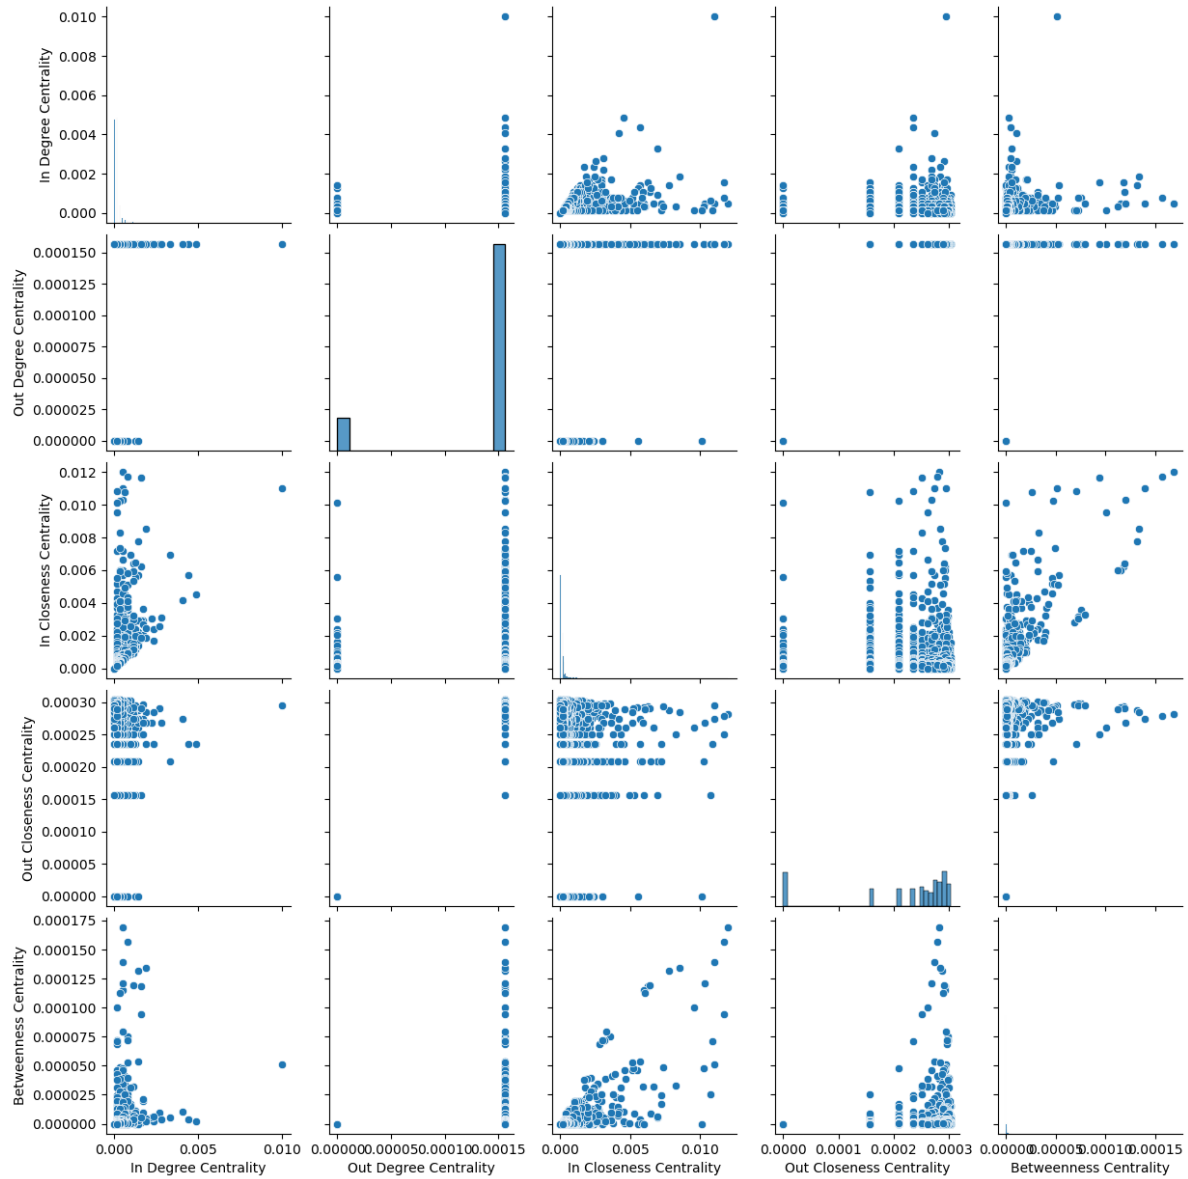 0.010
0.008
0.006
0.004
0.002
0.000
In Degree Centrality
0.000150
0.000125
0.000100
0.000075
0.000050
0.000025
0.000000
Out Degree Centrality
0.012
0.010
0.008
0.006
0.004
0.002
0.000
In Closeness Centrality
0.00030
0.00025
0.00020
0.00015
0.00010
0.00005
0.00000
Out Closeness Centrality
0.000175
0.000150
0.000125
0.000100
0.000075
0.000050
0.000025
0.000000
Betweenness Centrality
0.000 0.005 0.010
In Degree Centrality
0.00000 0.00005 0.00010 0.00015
Out Degree Centrality
0.000 0.005 0.010
In Closeness Centrality
0.0000 0.0001 0.0002 0.0003
Out Closeness Centrality
0.00000 0.00005 0.00010 0.00015
Betweenness Centrality